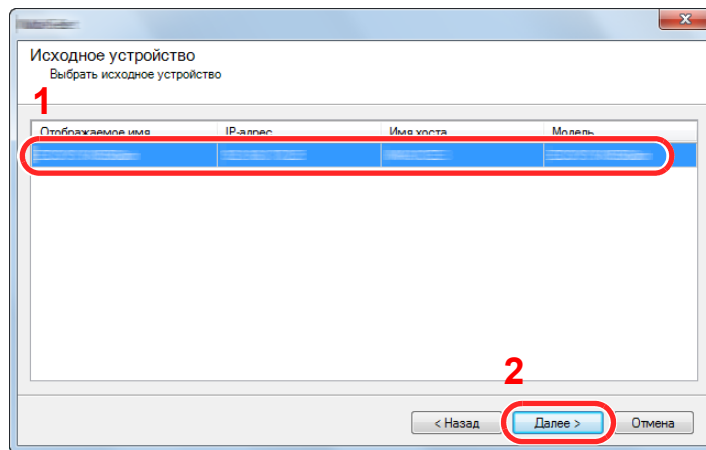 Исходное устройство
Выбрать исходное устройство
1
Отображаемое имя IP-адрес Имя хоста Модель
2
< Назад Далее > Отмена